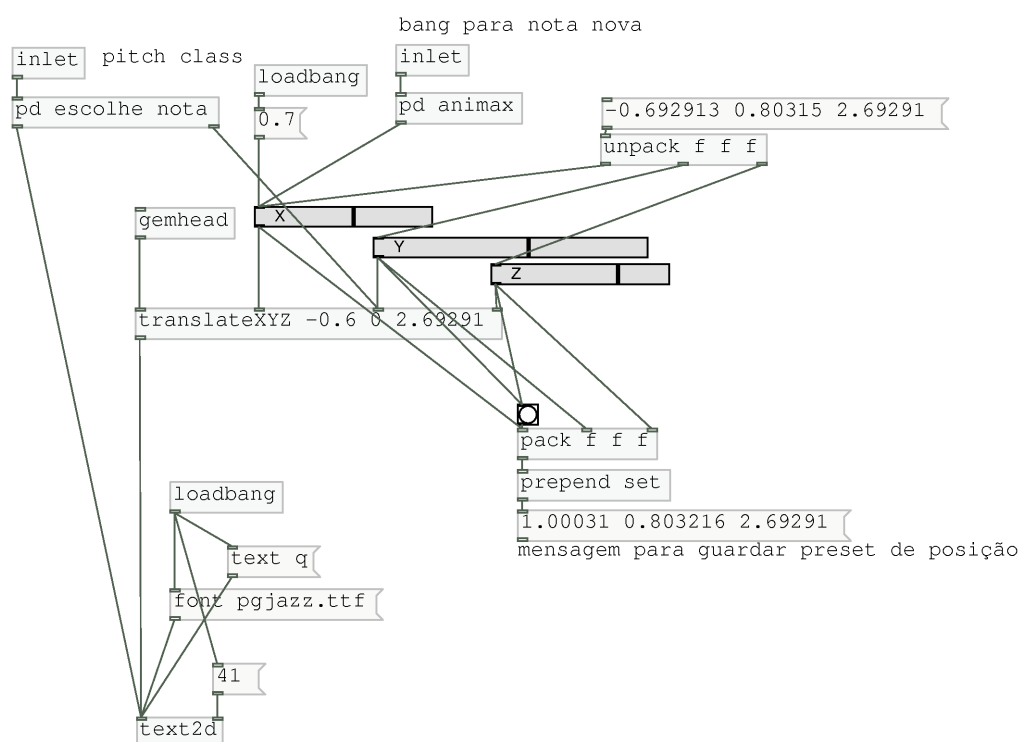 bang para nota nova
inlet
pitch class
inlet
loadbang
pd escolhe nota
0.7
pd animax
-0.692913 0.80315 2.69291
unpack f f f
gemhead
X
Y
Z
translateXYZ -0.6 0 2.69291
pack f f f
prepend set
loadbang
1.00031 0.803216 2.69291
mensagem para guardar preset de posição
text q
font pgjazz.ttf
41
text2d